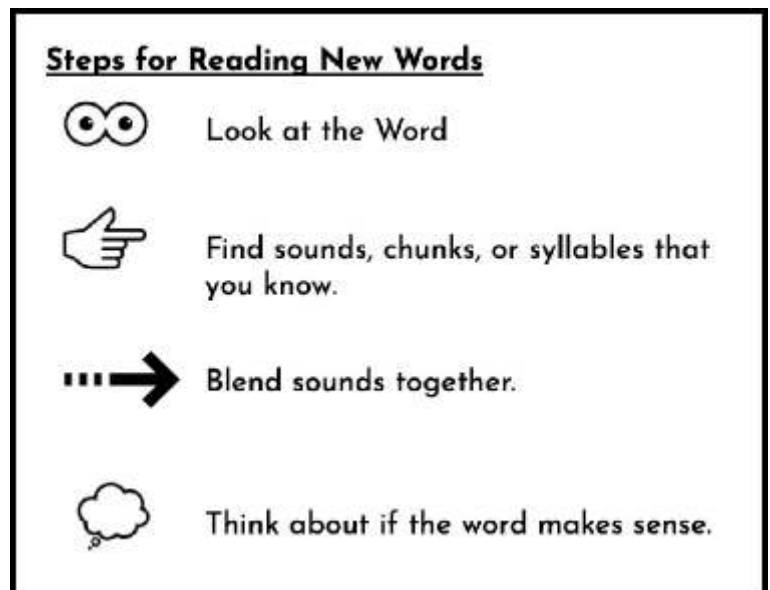 Steps for Reading New Words
Look at the Word
Find sounds, chunks, or syllables that
you know.
Blend sounds together.
Think about if the word makes sense.